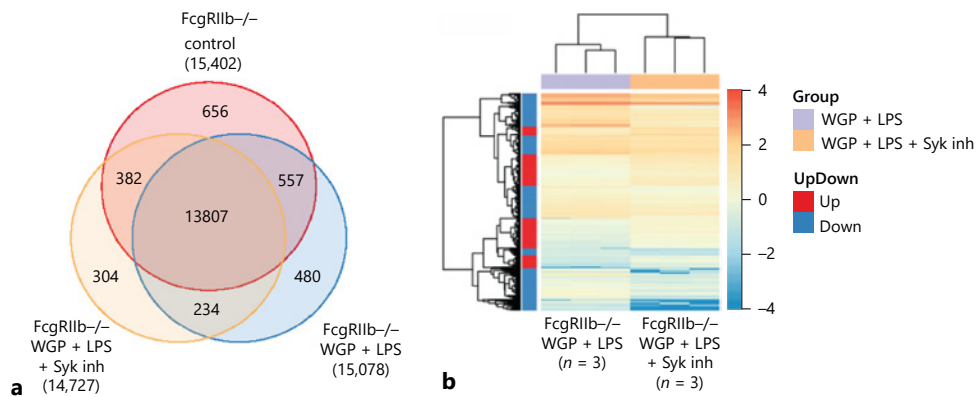 FcgRIIb–/–
control
(15,402)
656
382
557
13807
304
480
234
FcgRIIb–/–
WGP + LPS
+ Syk inh
(14,727)
FcgRIIb–/–
WGP + LPS
(15,078)
a
4
2
0
–2
–4
Group
WGP + LPS
WGP + LPS + Syk inh
UpDown
Up
Down
FcgRIIb–/–
WGP + LPS
(n = 3)
FcgRIIb–/–
WGP + LPS
+ Syk inh
(n = 3)
b